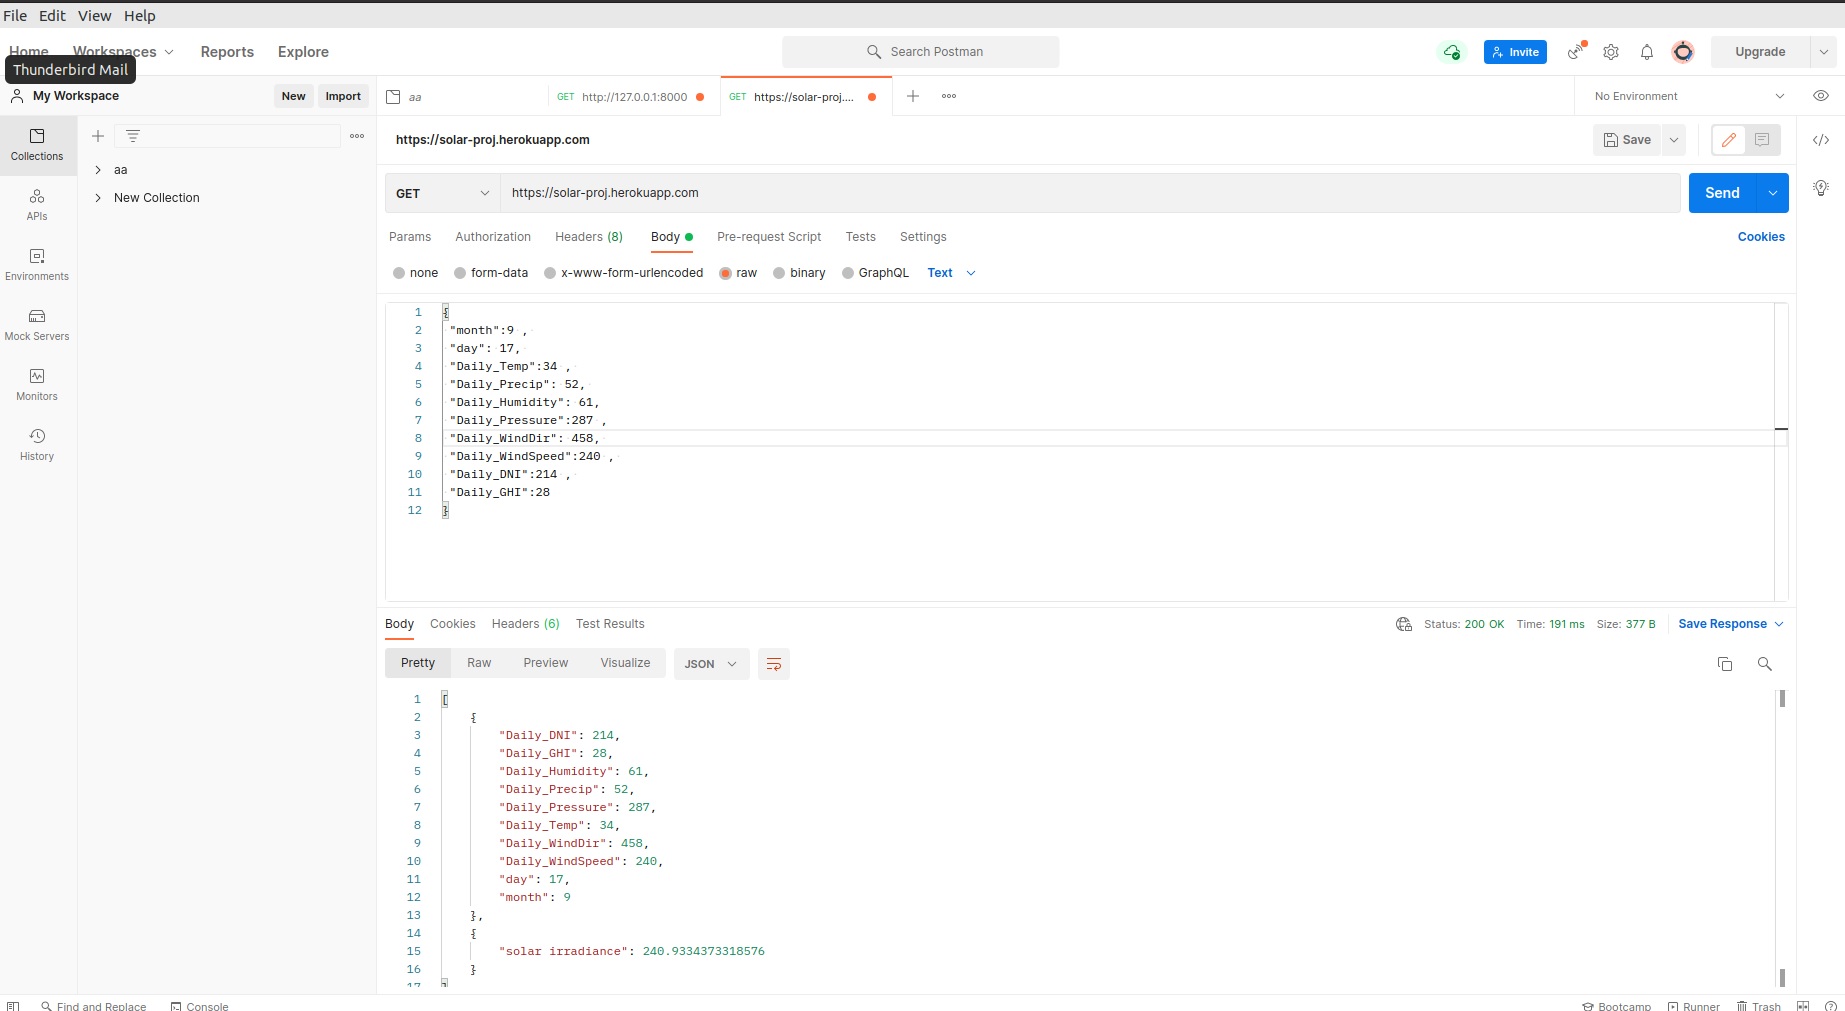 File Edit View Help
Home Workspaces Reports Explore Search Postman Invite Upgrade
Thunderbird Mail
My Workspace New Import aa GET http://127.0.0.1:8000 GET https://solar-proj.... No Environment
https://solar-proj.herokuapp.com Save
Collections
aa
New Collection
APIs
Environments
Mock Servers
Monitors
History
GET https://solar-proj.herokuapp.com Send
Params Authorization Headers (8) Body Pre-request Script Tests Settings Cookies
none form-data x-www-form-urlencoded raw binary GraphQL Text
1 {
2 "month":9 ,
3 "day": 17,
4 "Daily_Temp":34 ,
5 "Daily_Precip": 52,
6 "Daily_Humidity": 61,
7 "Daily_Pressure":287 ,
8 "Daily_WindDir": 458,
9 "Daily_WindSpeed":240 ,
10 "Daily_DNI":214 ,
11 "Daily_GHI":28
12 }
Body Cookies Headers (6) Test Results Status: 200 OK Time: 191 ms Size: 377 B Save Response
Pretty Raw Preview Visualize JSON
1 [
2 {
3 "Daily_DNI": 214,
4 "Daily_GHI": 28,
5 "Daily_Humidity": 61,
6 "Daily_Precip": 52,
7 "Daily_Pressure": 287,
8 "Daily_Temp": 34,
9 "Daily_WindDir": 458,
10 "Daily_WindSpeed": 240,
11 "day": 17,
12 "month": 9
13 },
14 {
15 "solar irradiance": 240.9334373318576
16 }
17 ]
Find and Replace Console Bootcamp Runner Trash